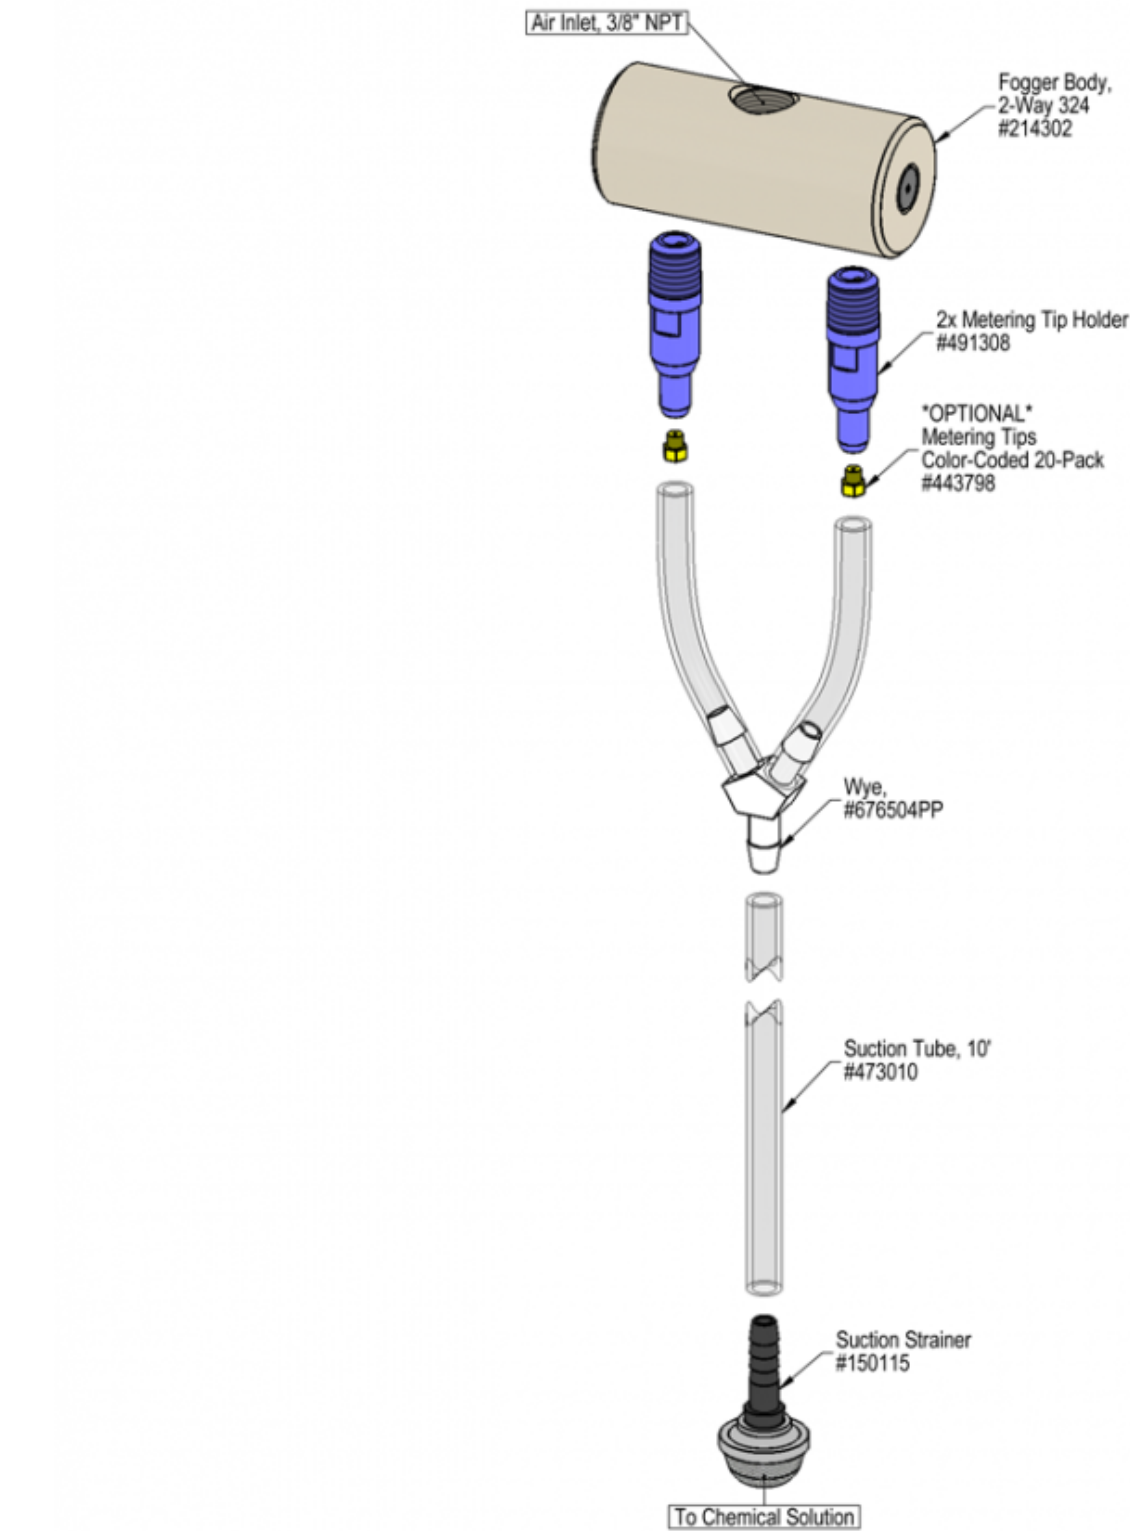 Air Inlet, 3/8" NPT
Fogger Body,
2-Way 324
#214302
2x Metering Tip Holder
#491308
*OPTIONAL*
Metering Tips
Color-Coded 20-Pack
#443798
Wye,
#676504PP
Suction Tube, 10'
#473010
Suction Strainer
#150115
To Chemical Solution